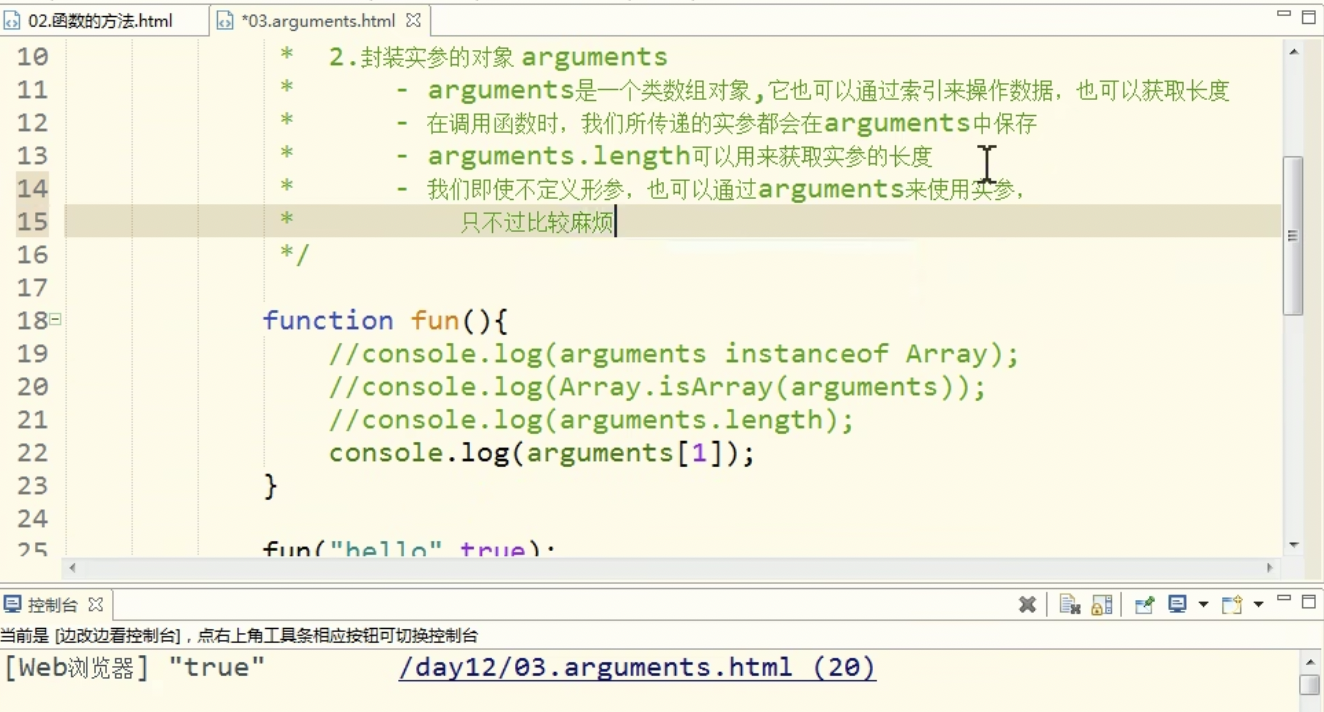 02.函数的方法.html *03.arguments.html
10 * 2.封装实参的对象 arguments
11 * - arguments是一个类数组对象,它也可以通过索引来操作数据，也可以获取长度
12 * - 在调用函数时，我们所传递的实参都会在arguments中保存
13 * - arguments.length可以用来获取实参的长度
14 * - 我们即使不定义形参，也可以通过arguments来使用实参，
15 * 只不过比较麻烦
16 */
17
18 function fun(){
19 //console.log(arguments instanceof Array);
20 //console.log(Array.isArray(arguments));
21 //console.log(arguments.length);
22 console.log(arguments[1]);
23 }
24
25 fun("hello",true);
控制台
当前是 [边改边看控制台]，点右上角工具条相应按钮可切换控制台
[Web浏览器] "true" /day12/03.arguments.html (20)